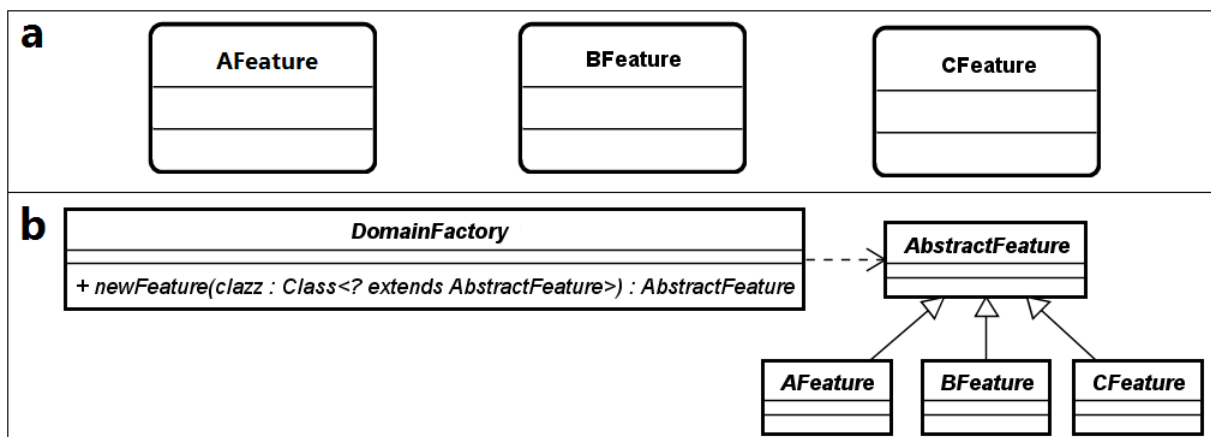 a
AFeature
BFeature
CFeature
b
DomainFactory
+ newFeature(clazz : Class<? extends AbstractFeature>) : AbstractFeature
AbstractFeature
AFeature
BFeature
CFeature